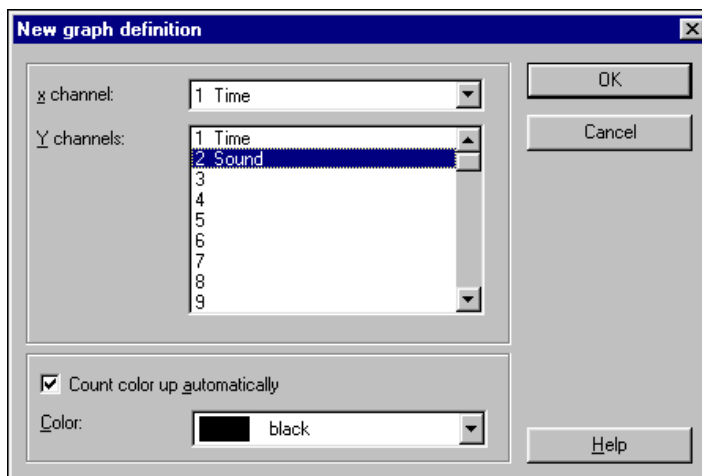 New graph definition
x channel: 1 Time
OK
Y channels: 1 Time
Cancel
2 Sound
3
4
5
6
7
8
9
Count color up automatically
Color: black
Help